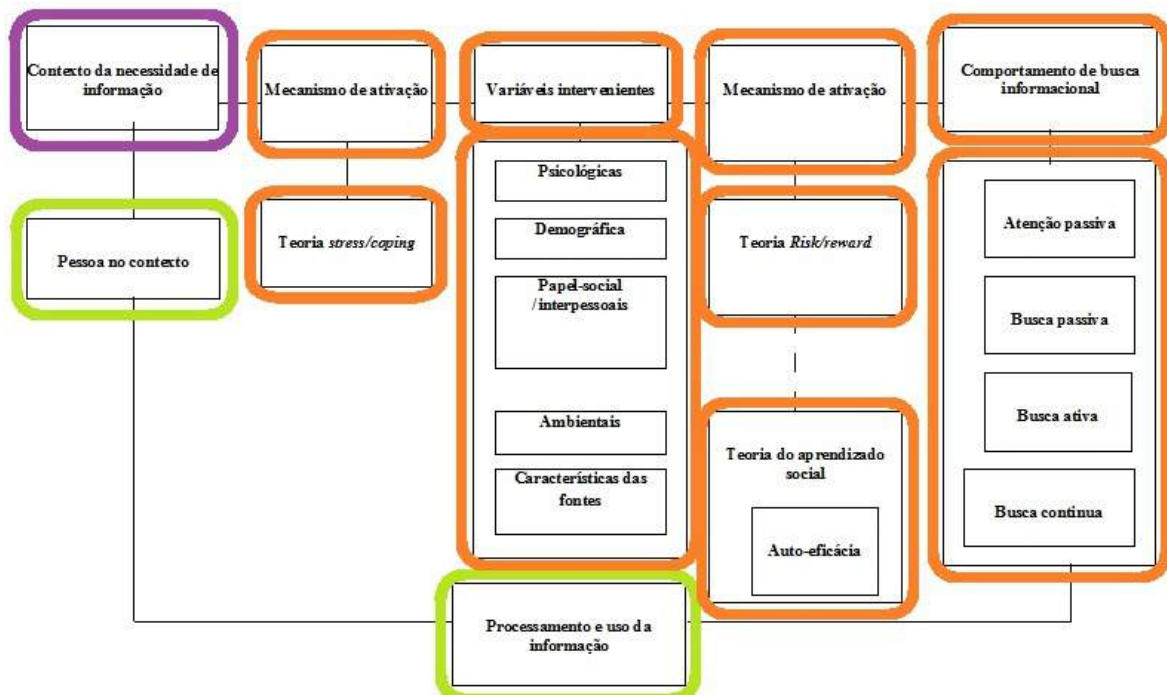 Contexto da necessidade de
informação
Mecanismo de ativação
Variáveis intervenientes
Mecanismo de ativação
Comportamento de busca
informacional
Pessoa no contexto
Teoria stress/coping
Psicológicas
Demográfica
Papel-social
/interpessoais
Ambientais
Características das
fontes
Teoria Risk/reward
Teoria do aprendizado
social
Auto-eficácia
Atenção passiva
Busca passiva
Busca ativa
Busca continua
Processamento e uso da
informação